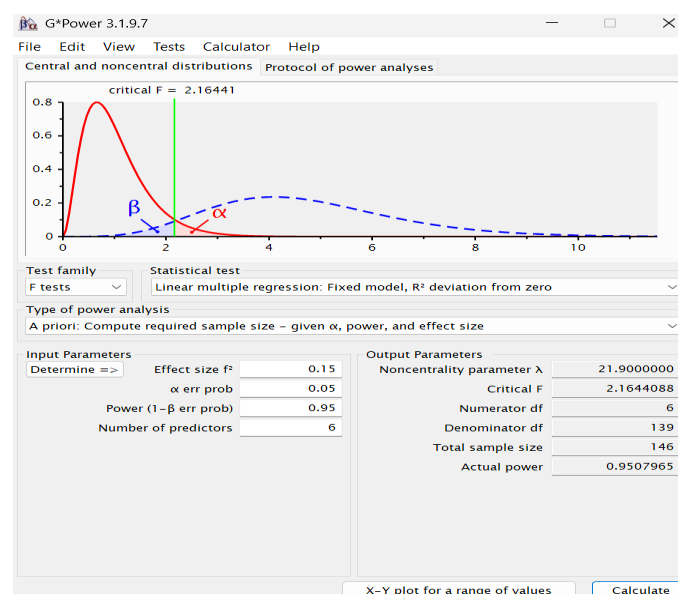 G*Power 3.1.9.7
File Edit View Tests Calculator Help
Central and noncentral distributions Protocol of power analyses
critical F = 2.16441
0.8
0.6
0.4
0.2
0
β
α
0 2 4 6 8 10
Test family Statistical test
F tests Linear multiple regression: Fixed model, R² deviation from zero
Type of power analysis
A priori: Compute required sample size – given α, power, and effect size
Input Parameters Output Parameters
Determine => Effect size f² 0.15 Noncentrality parameter λ 21.9000000
α err prob 0.05 Critical F 2.1644088
Power (1-β err prob) 0.95 Numerator df 6
Number of predictors 6 Denominator df 139
Total sample size 146
Actual power 0.9507965
X-Y plot for a range of values Calculate